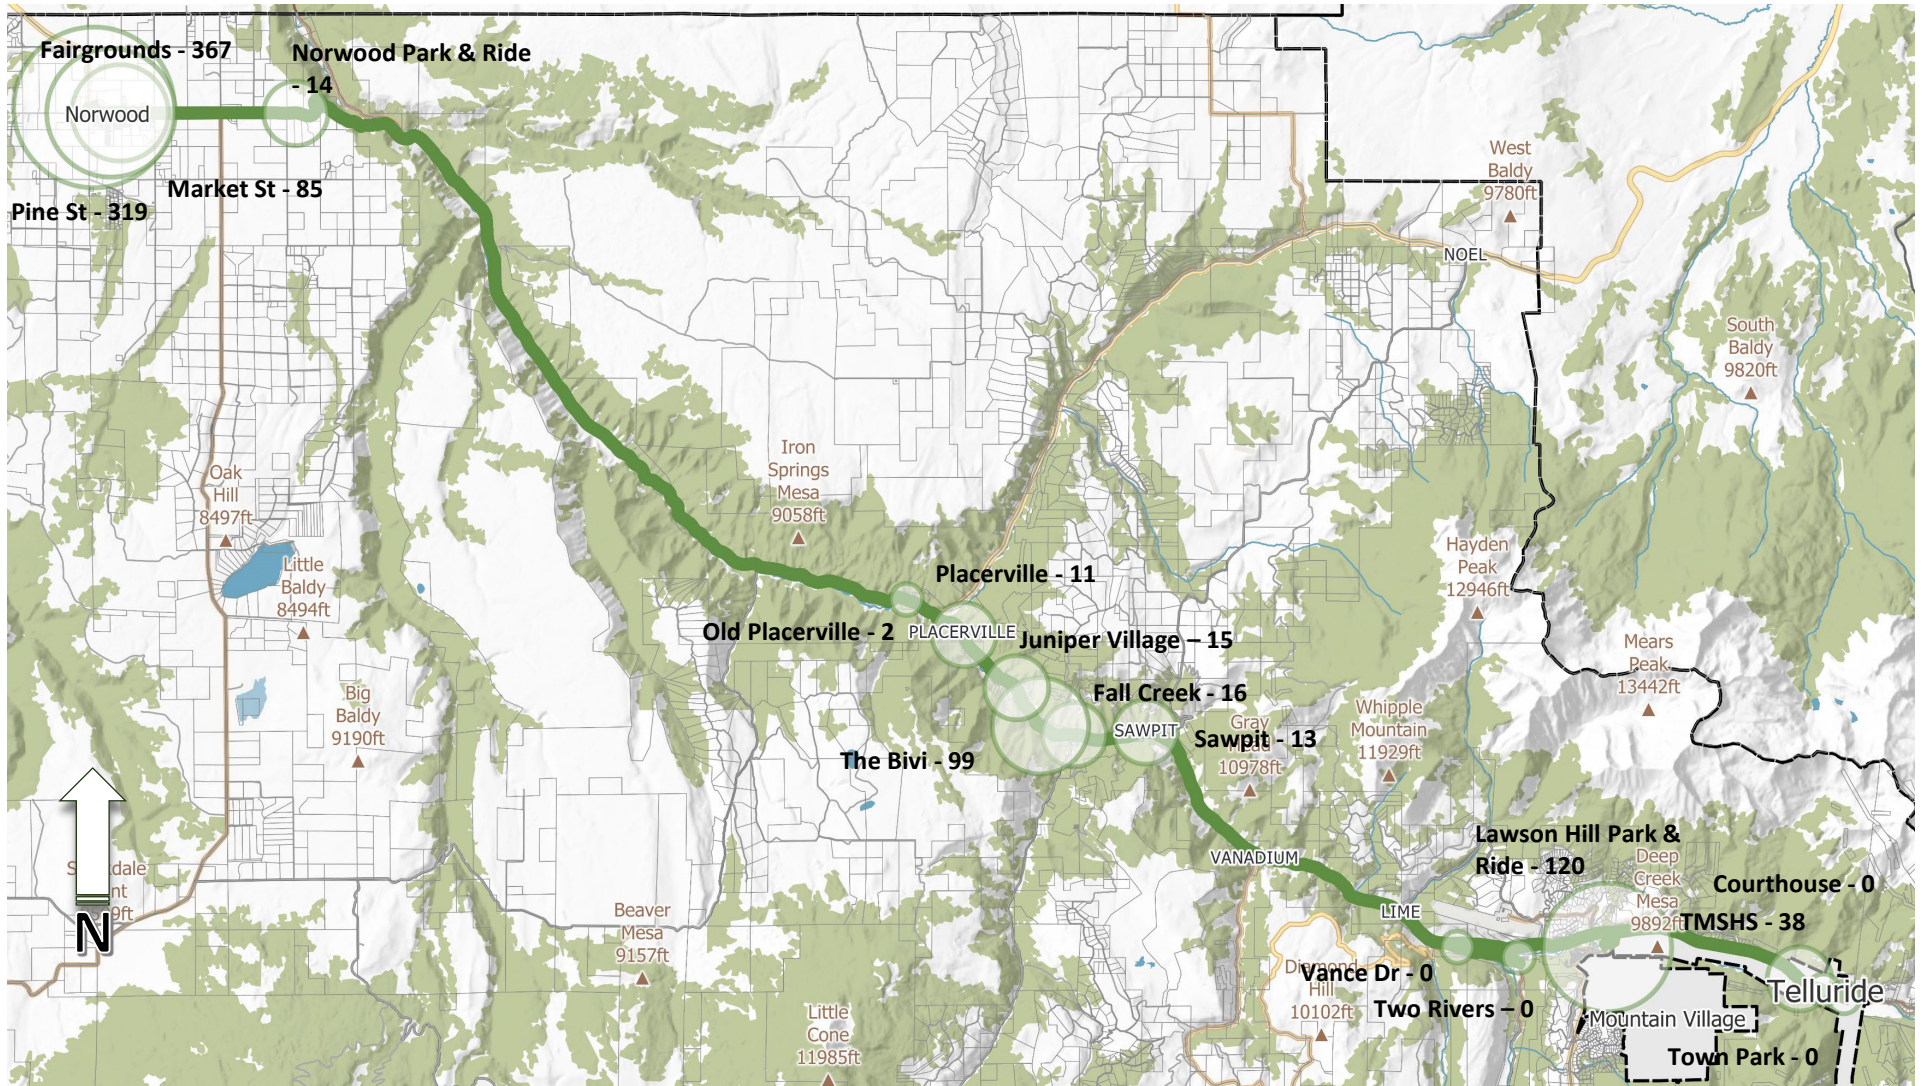 Fairgrounds - 367
Norwood Park & Ride
- 14
Norwood
Market St - 85
Pine St - 319
West
Baldy
9780ft
NOEL
South
Baldy
9820ft
Iron
Springs
Mesa
9058ft
Oak
Hill
8497ft
Little
Baldy
8494ft
Hayden
Peak
12946ft
Placerville - 11
Old Placerville - 2
PLACERVILLE
Juniper Village – 15
Mears
Peak
13442ft
Big
Baldy
9190ft
Fall Creek - 16
Whipple
Mountain
11929ft
SAWPIT
Gray
10978ft
Sawpit - 13
The Bivi - 99
Lawson Hill Park &
Ride - 120
VANADIUM
Deep
Creek
Mesa
9892ft
Courthouse - 0
TMSHS - 38
LIME
N
Beaver
Mesa
9157ft
Vance Dr - 0
Hill
10102ft
Two Rivers – 0
Telluride
Mountain Village
Little
Cone
11985ft
Town Park - 0